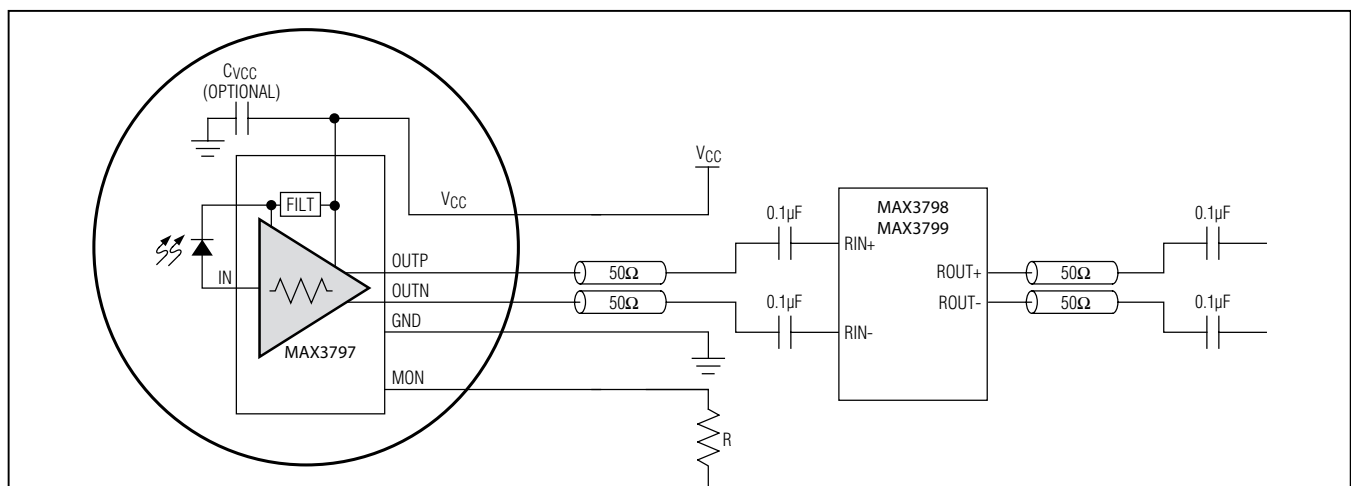 CVCC
(OPTIONAL)
FILT
IN
MAX3797
VCC
OUTP
OUTN
GND
MON
50Ω
50Ω
VCC
R
0.1µF
0.1µF
RIN+
RIN-
MAX3798
MAX3799
ROUT+
ROUT-
50Ω
50Ω
0.1µF
0.1µF